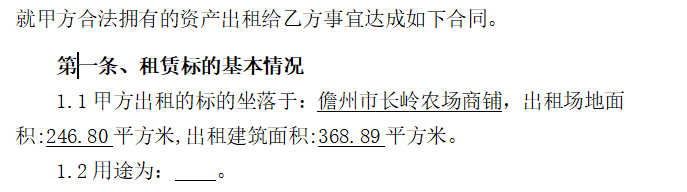 就甲方合法拥有的资产出租给乙方事宜达成如下合同。
第一条、租赁标的基本情况
1.1甲方出租的标的坐落于：儋州市长岭农场商铺，出租场地面
积:246.80平方米,出租建筑面积:368.89平方米。
1.2用途为：____。